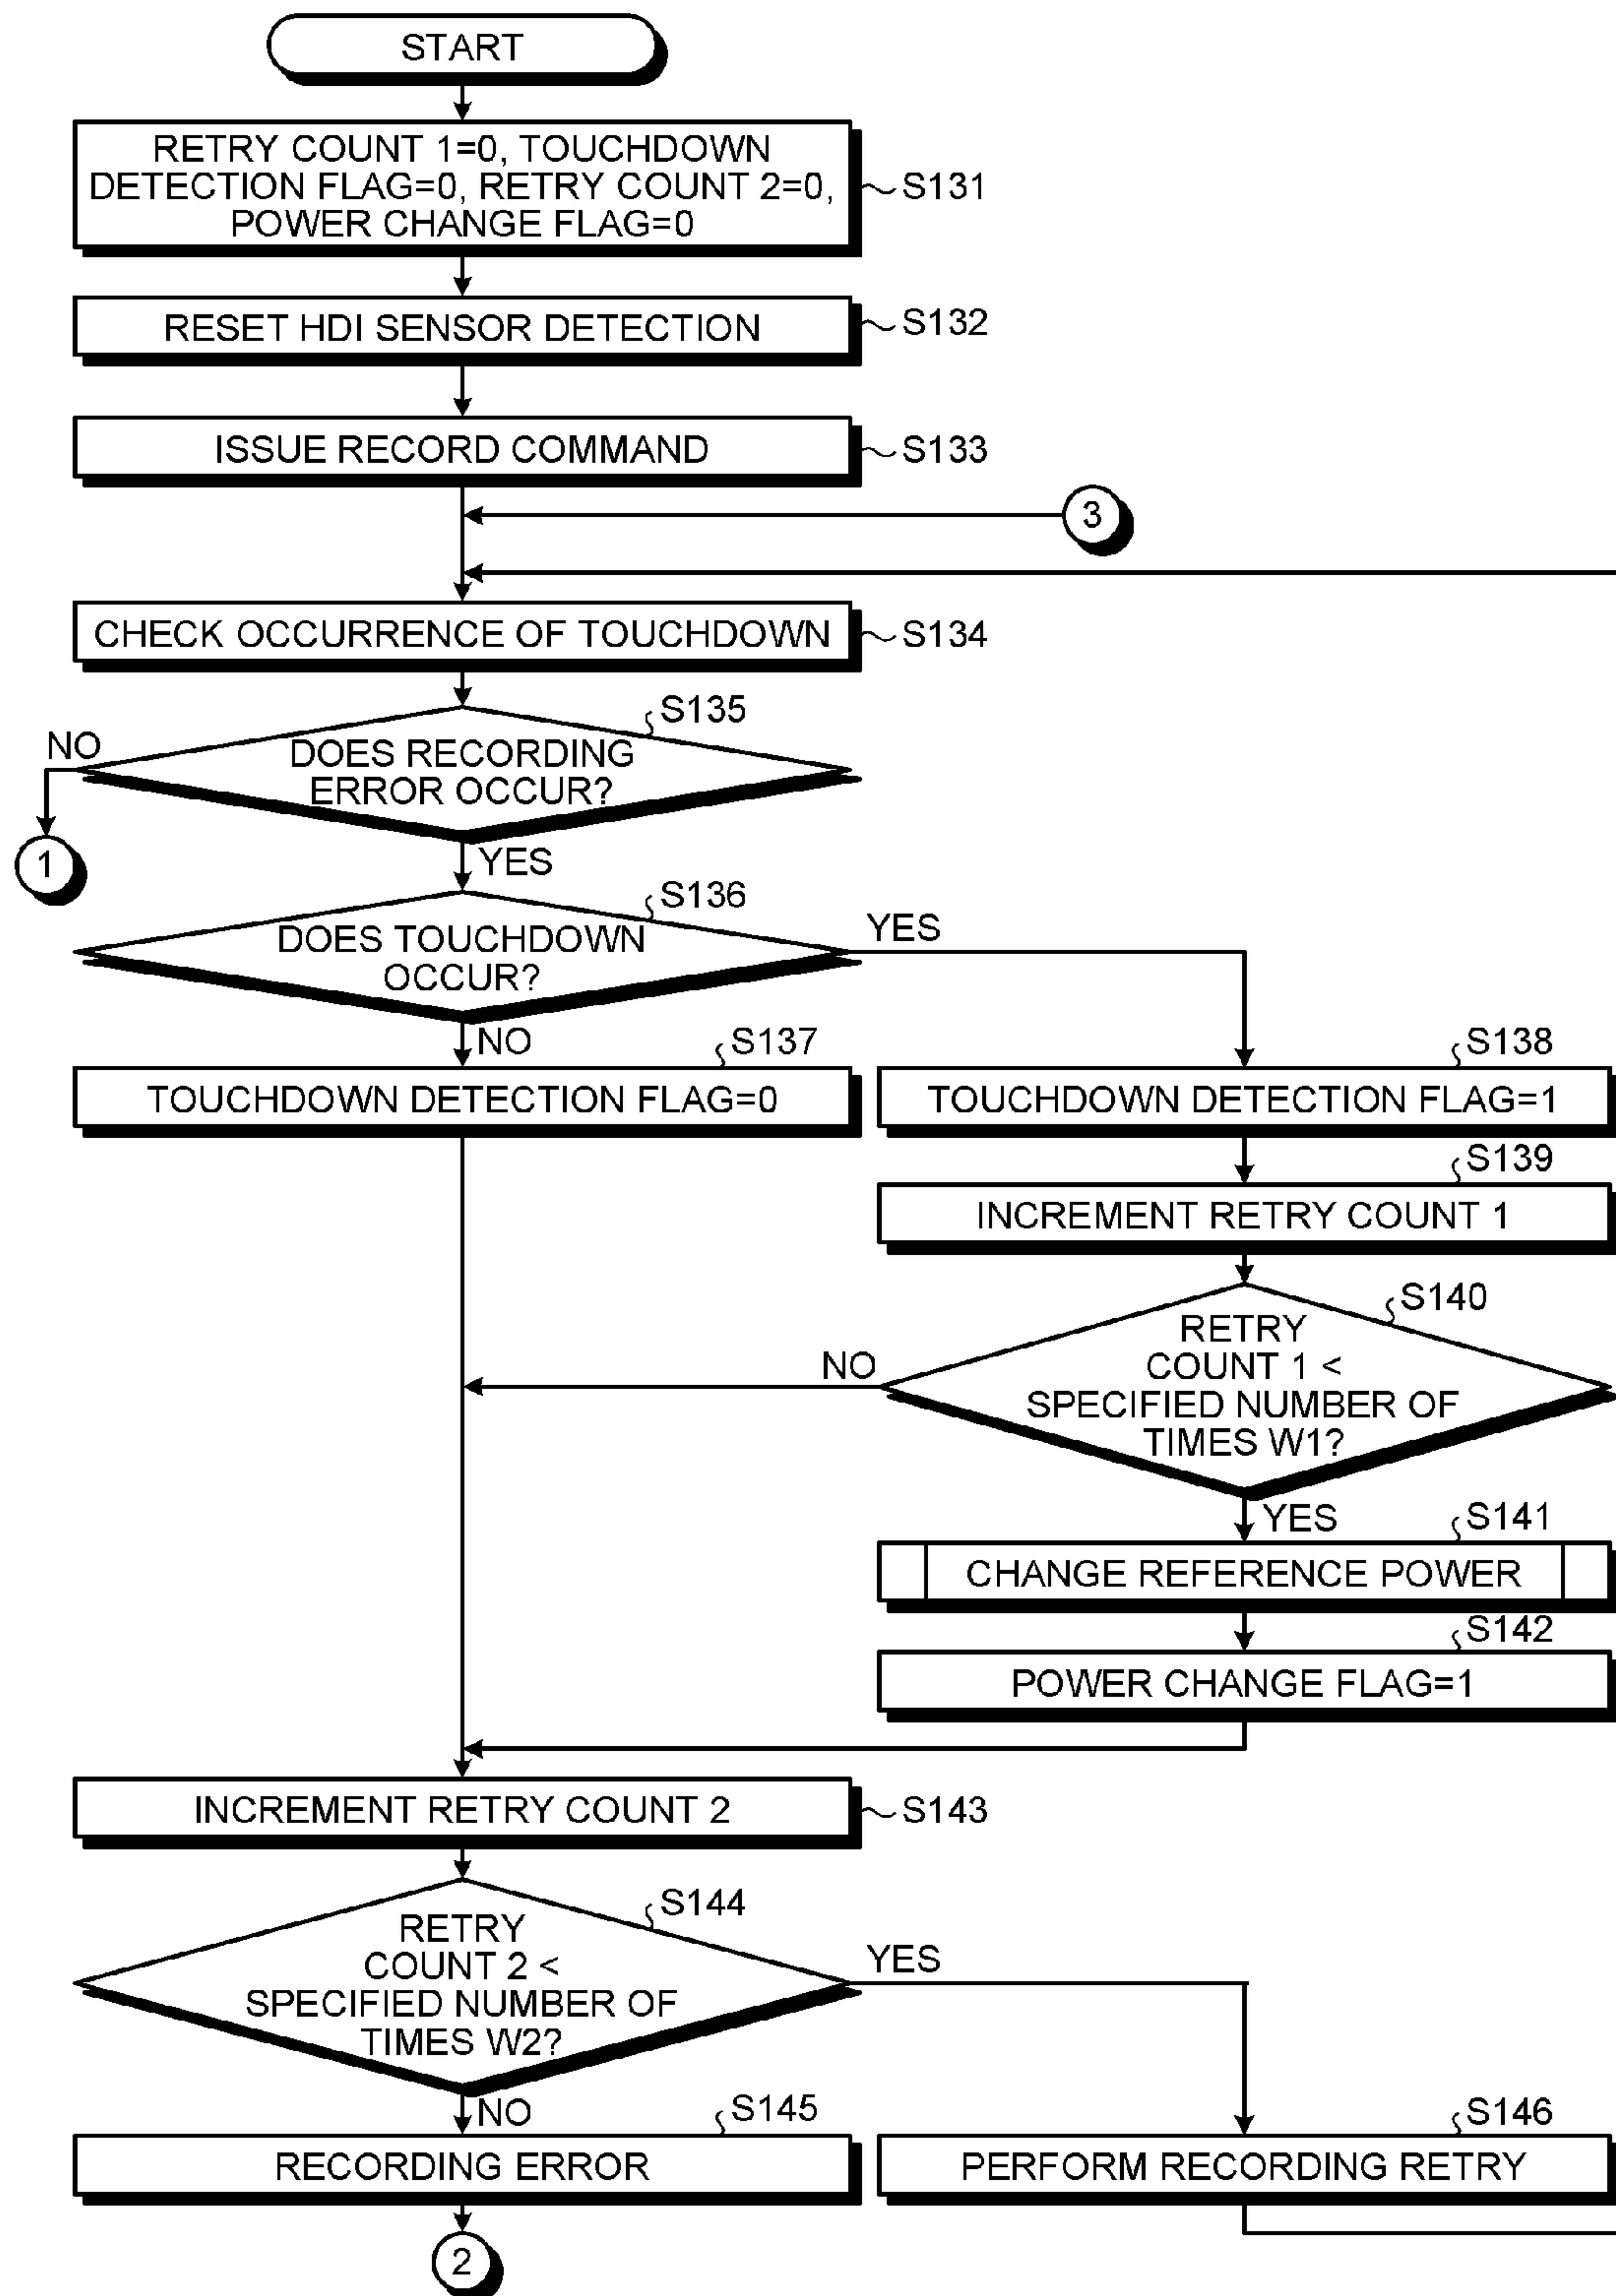 START
RETRY COUNT 1=0, TOUCHDOWN
DETECTION FLAG=0, RETRY COUNT 2=0,
POWER CHANGE FLAG=0
S131
RESET HDI SENSOR DETECTION
S132
ISSUE RECORD COMMAND
S133
3
CHECK OCCURRENCE OF TOUCHDOWN
S134
S135
NO
DOES RECORDING
ERROR OCCUR?
1
YES
S136
DOES TOUCHDOWN
OCCUR?
YES
NO
S137
TOUCHDOWN DETECTION FLAG=0
S138
TOUCHDOWN DETECTION FLAG=1
S139
INCREMENT RETRY COUNT 1
S140
RETRY
COUNT 1 <
SPECIFIED NUMBER OF
TIMES W1?
NO
YES
S141
CHANGE REFERENCE POWER
S142
POWER CHANGE FLAG=1
INCREMENT RETRY COUNT 2
S143
S144
RETRY
COUNT 2 <
SPECIFIED NUMBER OF
TIMES W2?
YES
NO
S145
RECORDING ERROR
S146
PERFORM RECORDING RETRY
2